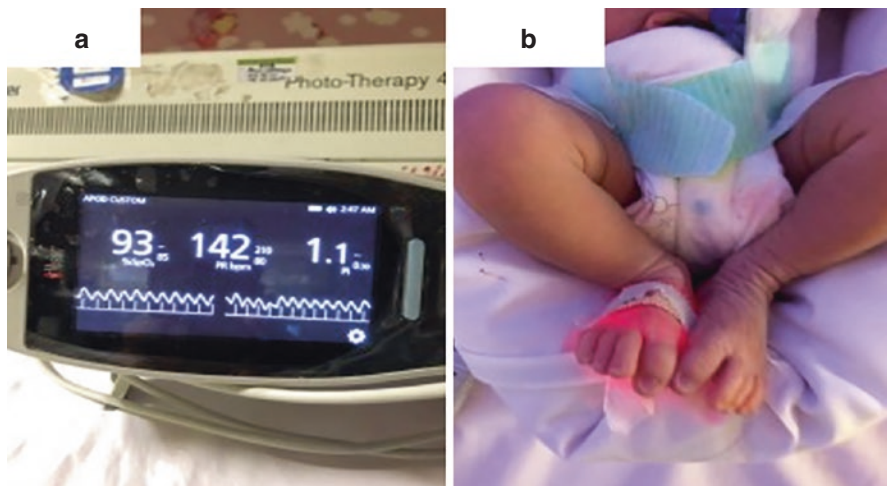 a
b
Photo-Therapy 4
APOD CUSTOM
2:47 AM
93 - 85
%SpO₂
142 210 80
PR bpm
1.1 - 0.30
PI